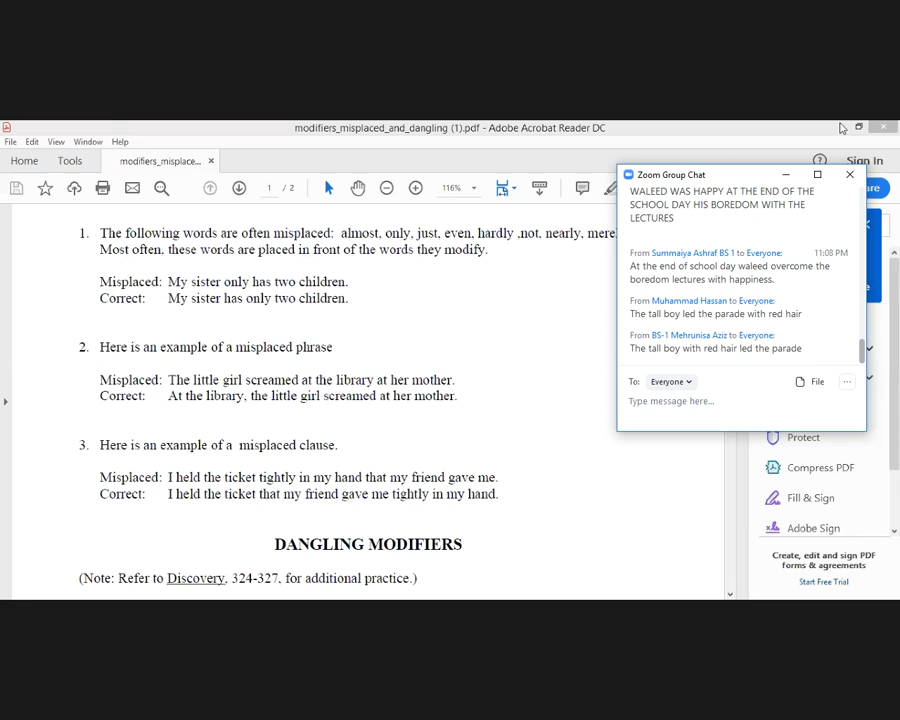 modifiers_misplaced_and_dangling (1).pdf - Adobe Acrobat Reader DC
File Edit View Window Help
Home Tools modifiers_misplace... × Sign In
1 / 2 116%
1. The following words are often misplaced: almost, only, just, even, hardly ,not, nearly, merel
Most often, these words are placed in front of the words they modify.
Misplaced: My sister only has two children.
Correct: My sister has only two children.
2. Here is an example of a misplaced phrase
Misplaced: The little girl screamed at the library at her mother.
Correct: At the library, the little girl screamed at her mother.
3. Here is an example of a misplaced clause.
Misplaced: I held the ticket tightly in my hand that my friend gave me.
Correct: I held the ticket that my friend gave me tightly in my hand.
DANGLING MODIFIERS
(Note: Refer to Discovery, 324-327, for additional practice.)
Zoom Group Chat
WALEED WAS HAPPY AT THE END OF THE
SCHOOL DAY HIS BOREDOM WITH THE
LECTURES
From Summaiya Ashraf BS 1 to Everyone: 11:08 PM
At the end of school day waleed overcome the
boredom lectures with happiness.
From Muhammad Hassan to Everyone:
The tall boy led the parade with red hair
From BS-1 Mehrunisa Aziz to Everyone:
The tall boy with red hair led the parade
To: Everyone File ...
Type message here...
Protect
Compress PDF
Fill & Sign
Adobe Sign
Create, edit and sign PDF
forms & agreements
Start Free Trial